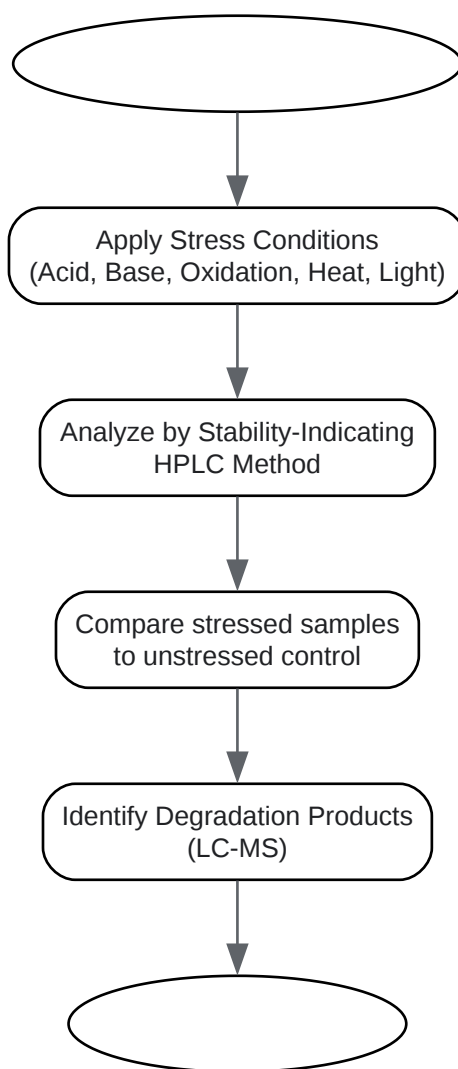 Apply Stress Conditions
(Acid, Base, Oxidation, Heat, Light)
Analyze by Stability-Indicating
HPLC Method
Compare stressed samples
to unstressed control
Identify Degradation Products
(LC-MS)